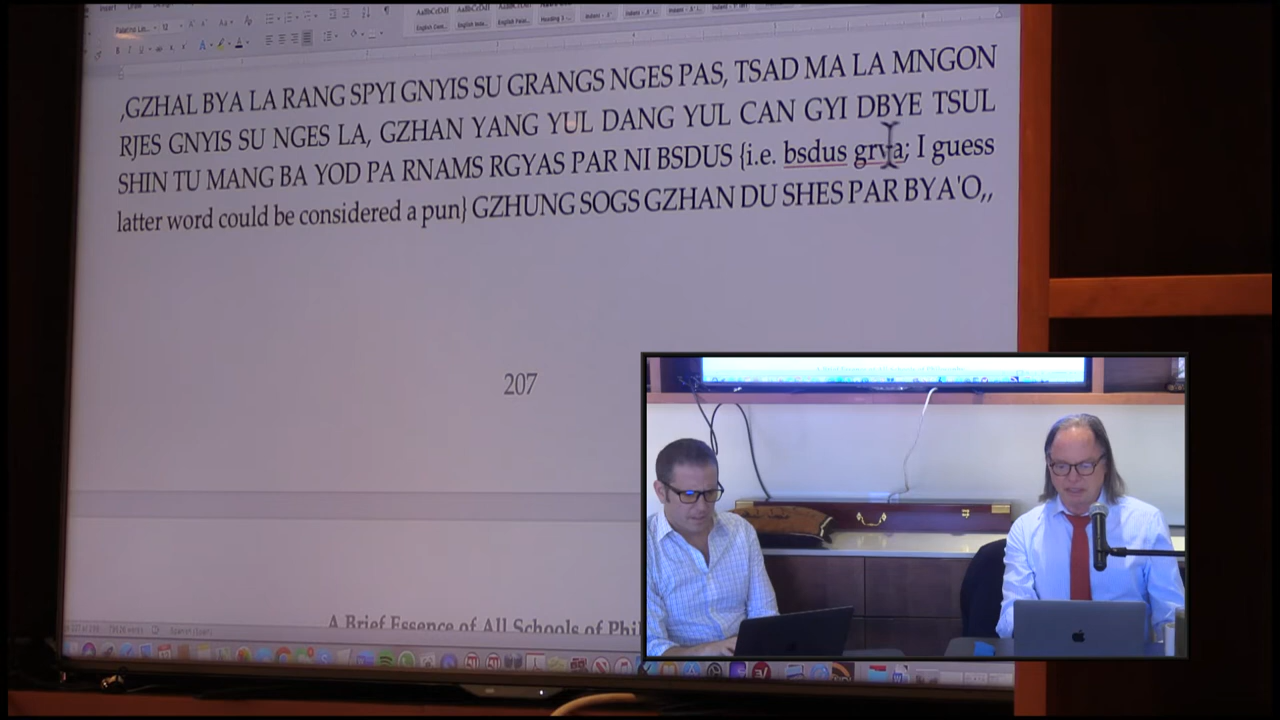 AaBbCcDc AaBbCcDc AaBbCcDc
,GZHAL BYA LA RANG SPYI GNYIS SU GRANGS NGES PAS, TSAD MA LA MNGON
RJES GNYIS SU NGES LA, GZHAN YANG YUL DANG YUL CAN GYI DBYE TSUL
SHIN TU MANG BA YOD PA RNAMS RGYAS PAR NI BSDUS {i.e. bsdus grva; I guess
latter word could be considered a pun} GZHUNG SOGS GZHAN DU SHES PAR BYA'O,,
207
A Brief Essence of All Schools of